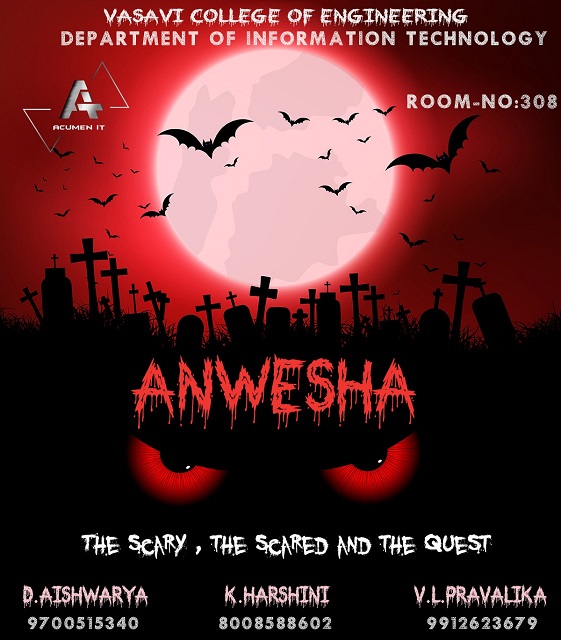 VASAVI COLLEGE OF ENGINEERING
DEPARTMENT OF INFORMATION TECHNOLOGY
ROOM-NO:308
ACUMEN IT
ANWESHA
THE SCARY , THE SCARED AND THE QUEST
D.AISHWARYA K.HARSHINI V.L.PRAVALIKA
9700515340 8008588602 9912623679